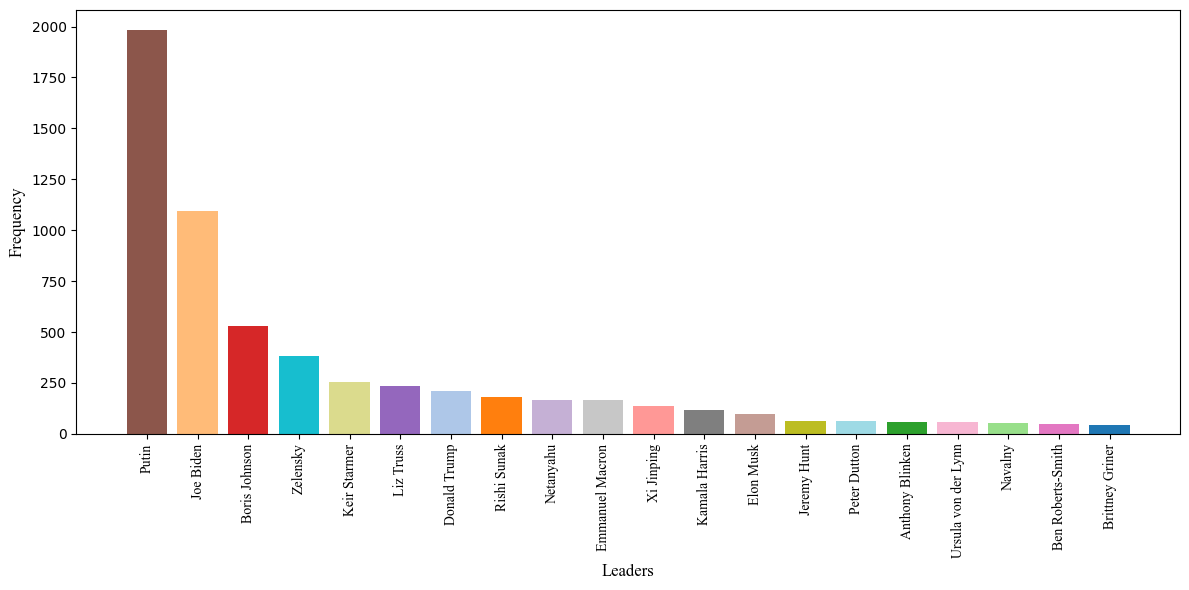 2000
1750
1500
1250
1000
750
500
250
0
Frequency
Putin
Joe Biden
Boris Johnson
Zelensky
Keir Starmer
Liz Truss
Donald Trump
Rishi Sunak
Netanyahu
Emmanuel Macron
Xi Jinping
Kamala Harris
Elon Musk
Jeremy Hunt
Peter Dutton
Anthony Blinken
Ursula von der Lynn
Navalny
Ben Roberts-Smith
Brittney Griner
Leaders